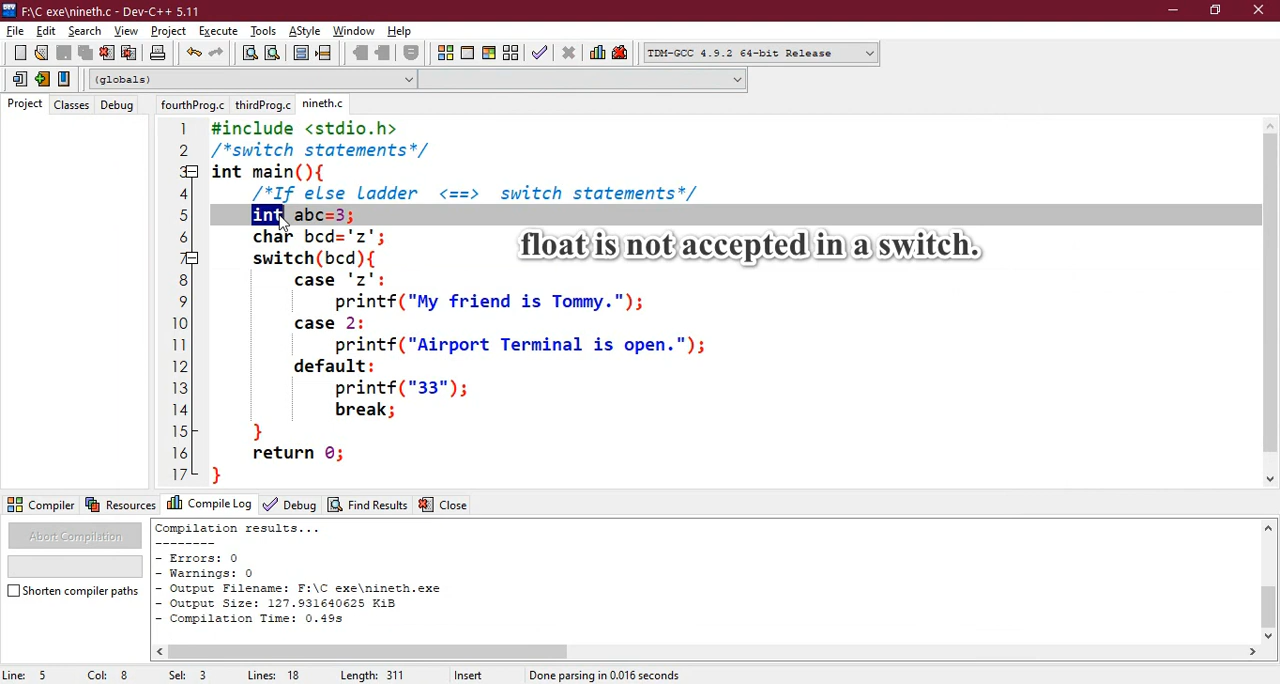 F:\C exe\nineth.c - Dev-C++ 5.11
File Edit Search View Project Execute Tools AStyle Window Help
TDM-GCC 4.9.2 64-bit Release
(globals)
Project Classes Debug fourthProg.c thirdProg.c nineth.c
1 #include <stdio.h>
2 /*switch statements*/
3 int main(){
4 /*If else ladder <==> switch statements*/
5 int abc=3;
6 char bcd='z';
float is not accepted in a switch.
7 switch(bcd){
8 case 'z':
9 printf("My friend is Tommy.");
10 case 2:
11 printf("Airport Terminal is open.");
12 default:
13 printf("33");
14 break;
15 }
16 return 0;
17 }
Compiler Resources Compile Log Debug Find Results Close
Abort Compilation
Shorten compiler paths
Compilation results...
--------
- Errors: 0
- Warnings: 0
- Output Filename: F:\C exe\nineth.exe
- Output Size: 127.931640625 KiB
- Compilation Time: 0.49s
Line: 5 Col: 8 Sel: 3 Lines: 18 Length: 311 Insert Done parsing in 0.016 seconds